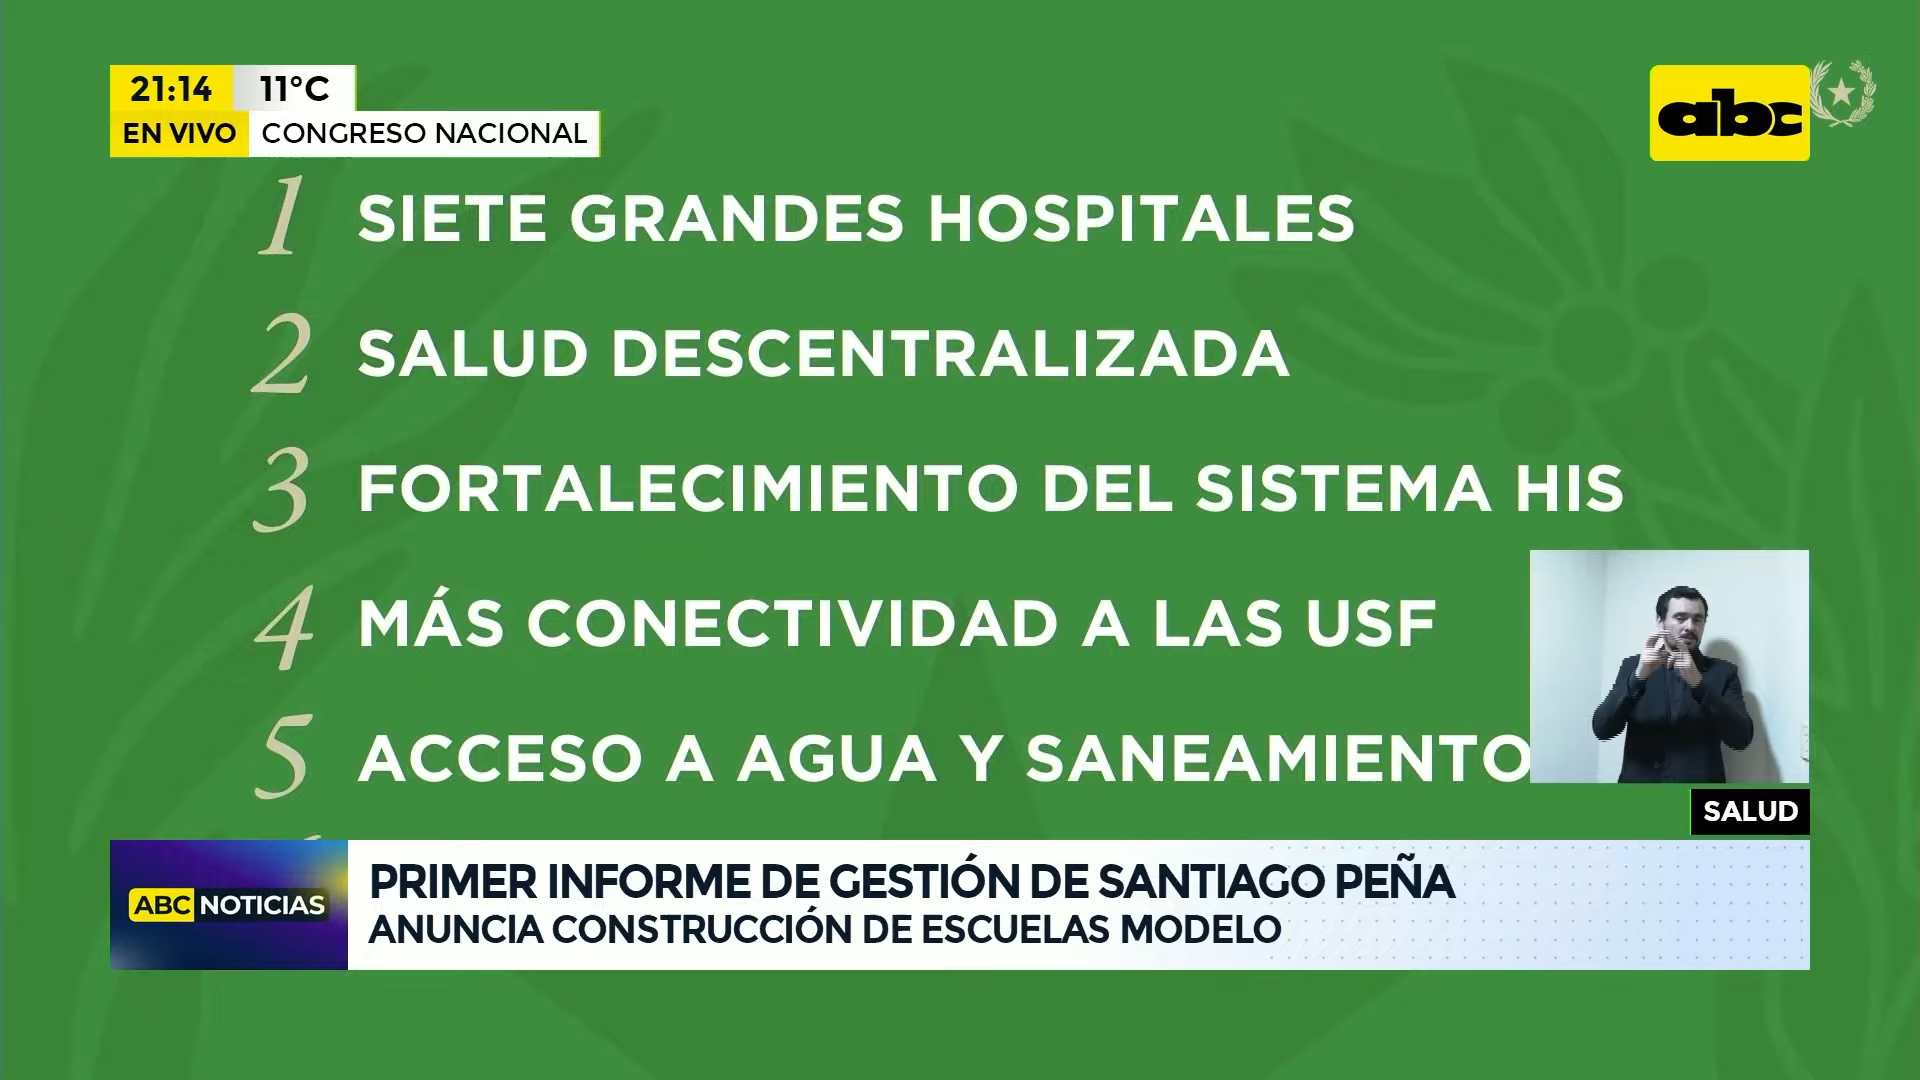 21:14 11°C
EN VIVO CONGRESO NACIONAL
abc
1 SIETE GRANDES HOSPITALES
2 SALUD DESCENTRALIZADA
3 FORTALECIMIENTO DEL SISTEMA HIS
4 MÁS CONECTIVIDAD A LAS USF
5 ACCESO A AGUA Y SANEAMIENTO
SALUD
ABC NOTICIAS
PRIMER INFORME DE GESTIÓN DE SANTIAGO PEÑA
ANUNCIA CONSTRUCCIÓN DE ESCUELAS MODELO